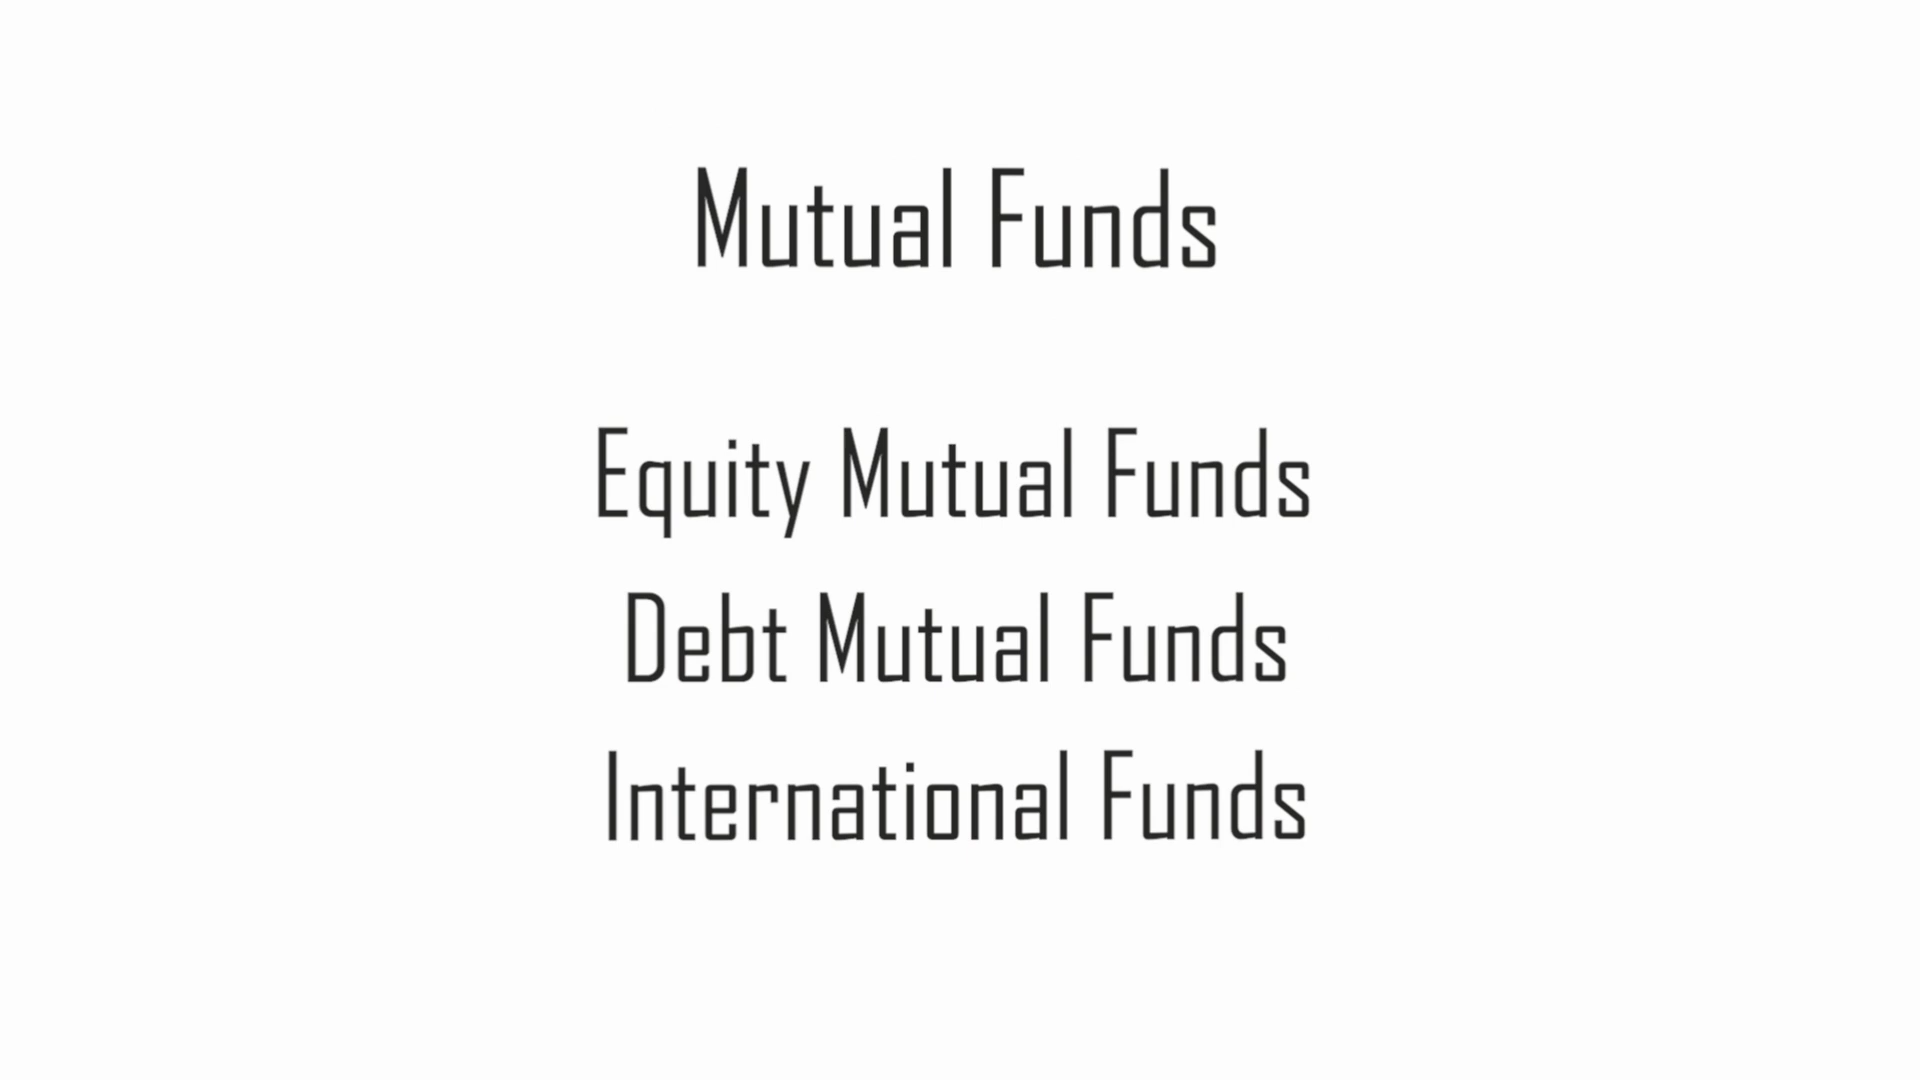 Mutual Funds
Equity Mutual Funds
Debt Mutual Funds
International Funds